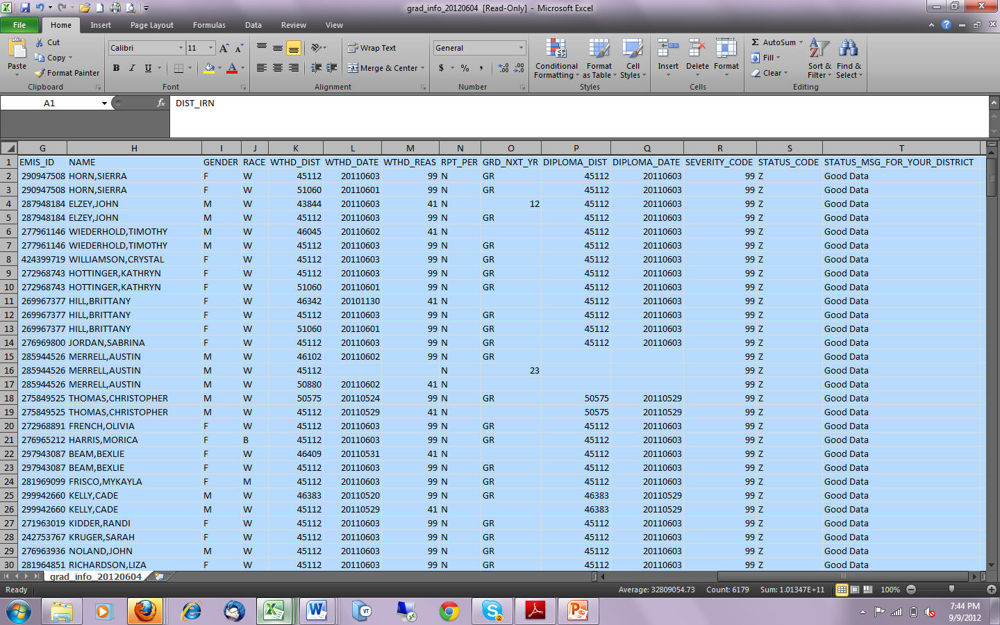 grad_info_20120604 [Read-Only] - Microsoft Excel
File Home Insert Page Layout Formulas Data Review View
Cut
Copy
Format Painter
Paste
Clipboard
Calibri 11
B I U
Font
Wrap Text
Merge & Center
Alignment
General
$ % ,
Number
Conditional Formatting
Format as Table
Cell Styles
Styles
Insert Delete Format
Cells
Σ AutoSum
Fill
Clear
Sort & Filter
Find & Select
Editing
A1 fx DIST_IRN
G H I J K L M N O P Q R S T
1 EMIS_ID NAME GENDER RACE WTHD_DIST WTHD_DATE WTHD_REAS RPT_PER GRD_NXT_YR DIPLOMA_DIST DIPLOMA_DATE SEVERITY_CODE STATUS_CODE STATUS_MSG_FOR_YOUR_DISTRICT
2 290947508 HORN,SIERRA F W 45112 20110603 99 N GR 45112 20110603 99 Z Good Data
3 290947508 HORN,SIERRA F W 51060 20110601 99 N GR 45112 20110603 99 Z Good Data
4 287948184 ELZEY,JOHN M W 43844 20110603 41 N 12 45112 20110603 99 Z Good Data
5 287948184 ELZEY,JOHN M W 45112 20110603 99 N GR 45112 20110603 99 Z Good Data
6 277961146 WIEDERHOLD,TIMOTHY M W 46045 20110602 41 N 45112 20110603 99 Z Good Data
7 277961146 WIEDERHOLD,TIMOTHY M W 45112 20110603 99 N GR 45112 20110603 99 Z Good Data
8 424399719 WILLIAMSON,CRYSTAL F W 45112 20110603 99 N GR 45112 20110603 99 Z Good Data
9 272968743 HOTTINGER,KATHRYN F W 45112 20110603 99 N GR 45112 20110603 99 Z Good Data
10 272968743 HOTTINGER,KATHRYN F W 51060 20110601 99 N GR 45112 20110603 99 Z Good Data
11 269967377 HILL,BRITTANY F W 46342 20101130 41 N 45112 20110603 99 Z Good Data
12 269967377 HILL,BRITTANY F W 45112 20110603 99 N GR 45112 20110603 99 Z Good Data
13 269967377 HILL,BRITTANY F W 51060 20110601 99 N GR 45112 20110603 99 Z Good Data
14 276969800 JORDAN,SABRINA F W 45112 20110603 99 N GR 45112 20110603 99 Z Good Data
15 285944526 MERRELL,AUSTIN M W 46102 20110602 99 N GR 99 Z Good Data
16 285944526 MERRELL,AUSTIN M W 45112 N 23 99 Z Good Data
17 285944526 MERRELL,AUSTIN M W 50880 20110602 41 N 99 Z Good Data
18 275849525 THOMAS,CHRISTOPHER M W 50575 20110524 99 N GR 50575 20110529 99 Z Good Data
19 275849525 THOMAS,CHRISTOPHER M W 45112 20110529 41 N 50575 20110529 99 Z Good Data
20 272968891 FRENCH,OLIVIA F W 45112 20110603 99 N GR 45112 20110603 99 Z Good Data
21 276965212 HARRIS,MORICA F B 45112 20110603 99 N GR 45112 20110603 99 Z Good Data
22 297943087 BEAM,BEXLIE F W 46409 20110531 41 N 45112 20110603 99 Z Good Data
23 297943087 BEAM,BEXLIE F W 45112 20110603 99 N GR 45112 20110603 99 Z Good Data
24 281969099 FRISCO,MYKAYLA F M 45112 20110603 99 N GR 45112 20110603 99 Z Good Data
25 299942660 KELLY,CADE M W 46383 20110520 99 N GR 46383 20110529 99 Z Good Data
26 299942660 KELLY,CADE M W 45112 20110529 41 N 46383 20110529 99 Z Good Data
27 271963019 KIDDER,RANDI F W 45112 20110603 99 N GR 45112 20110603 99 Z Good Data
28 242753767 KRUGER,SARAH F W 45112 20110603 99 N GR 45112 20110603 99 Z Good Data
29 276963936 NOLAND,JOHN M W 45112 20110603 99 N GR 45112 20110603 99 Z Good Data
30 281964851 RICHARDSON,LIZA F W 45112 20110603 99 N GR 45112 20110603 99 Z Good Data
grad_info_20120604
Ready Average: 32809054.73 Count: 6179 Sum: 1.01347E+11 100%
7:44 PM
9/9/2012